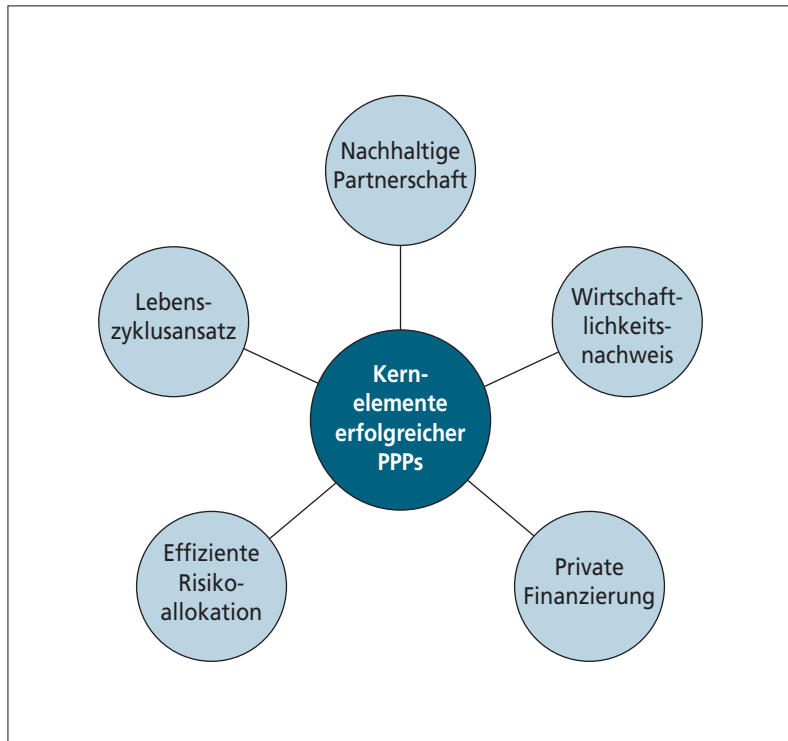 Nachhaltige
Partnerschaft
Lebens-
zyklusansatz
Wirtschaft-
lichkeits-
nachweis
Kern-
elemente
erfolgreicher
PPPs
Effiziente
Risiko-
allokation
Private
Finanzierung